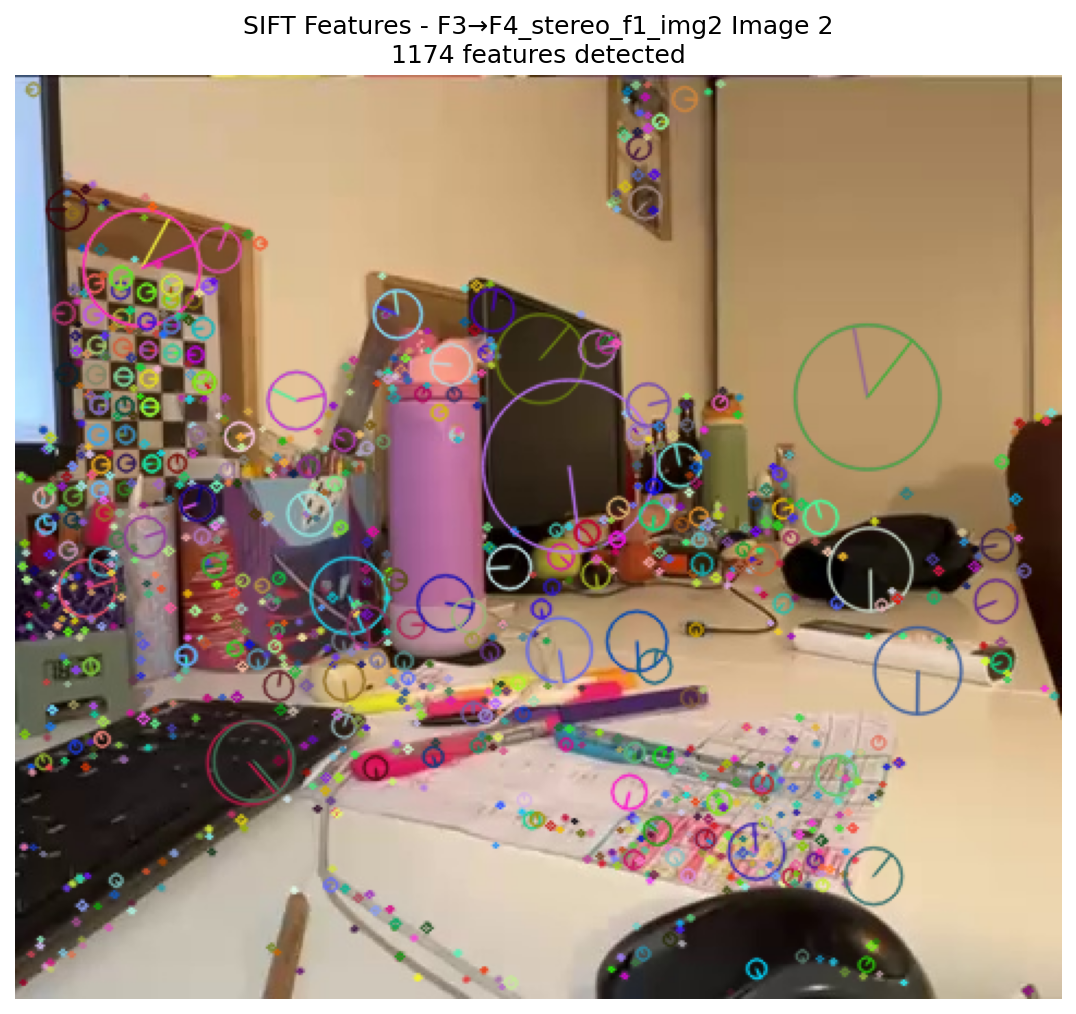 SIFT Features - F3→F4_stereo_f1_img2 Image 2
1174 features detected